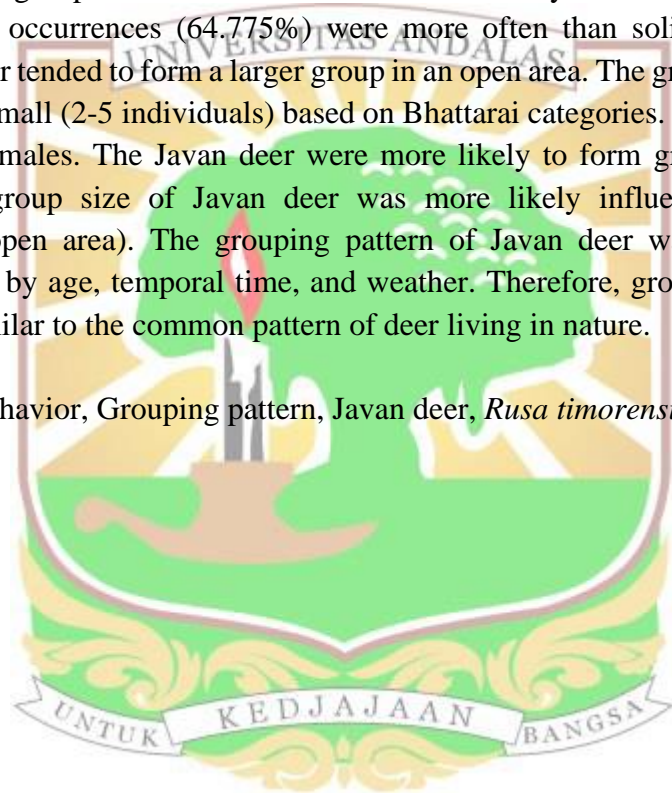 occurrences (64.775%) were more often than soli
UNIVERSITAS ANDALAS
r tended to form a larger group in an open area. The gr
mall (2-5 individuals) based on Bhattarai categories.
males. The Javan deer were more likely to form g
group size of Javan deer was more likely influe
open area). The grouping pattern of Javan deer w
by age, temporal time, and weather. Therefore, gro
ilar to the common pattern of deer living in nature.
havior, Grouping pattern, Javan deer, Rusa timorensi
UNTUK KEDJAJAAN BANGSA